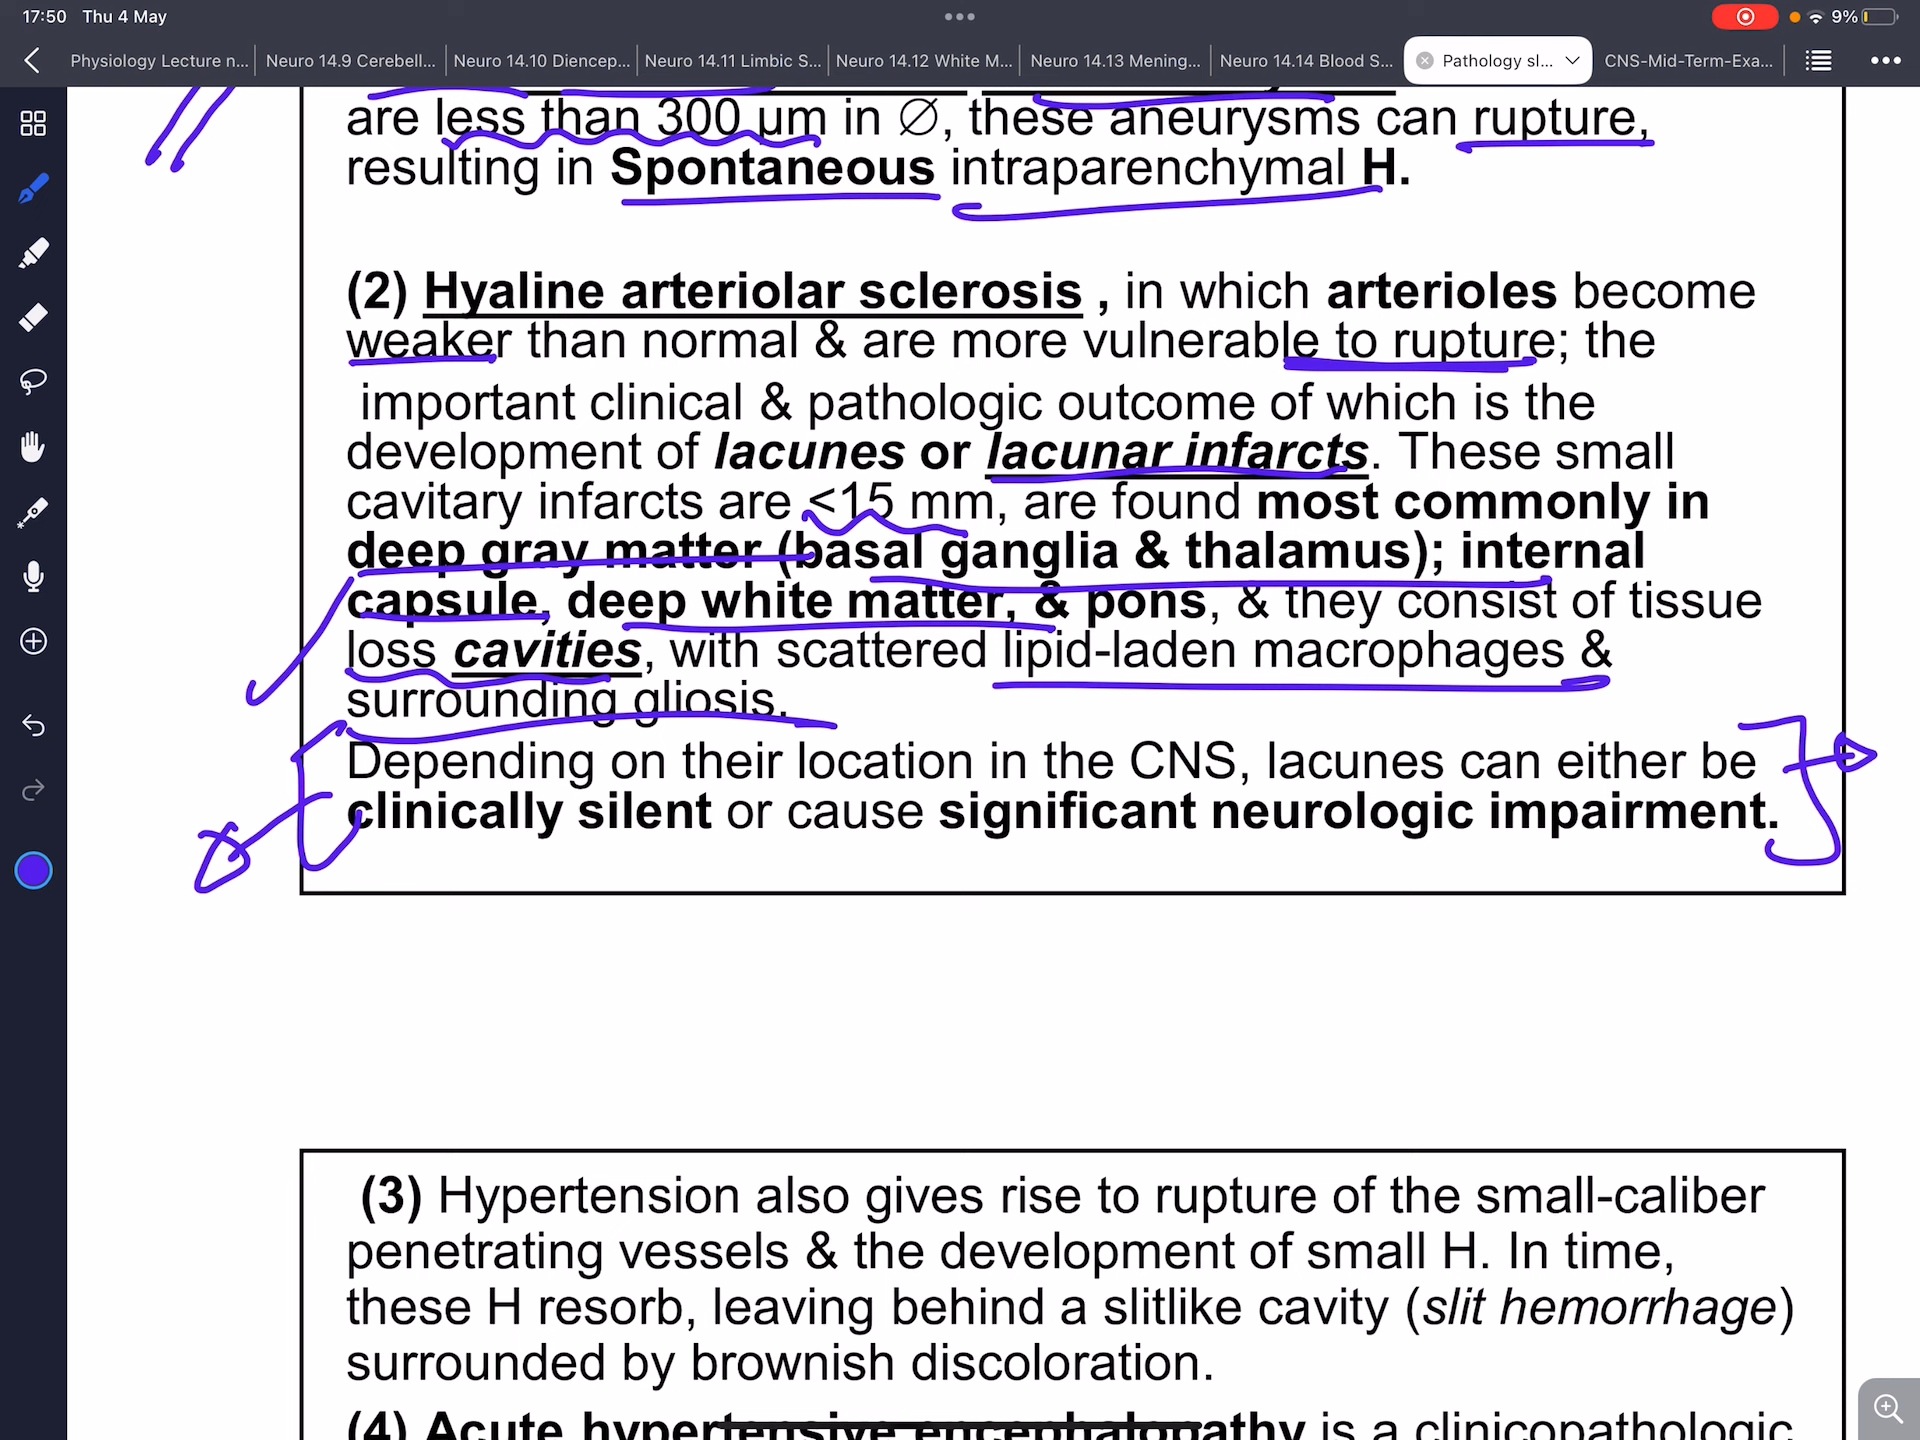 17:50 Thu 4 May
9%
Physiology Lecture n... Neuro 14.9 Cerebell... Neuro 14.10 Diencep... Neuro 14.11 Limbic S... Neuro 14.12 White M... Neuro 14.13 Mening... Neuro 14.14 Blood S... Pathology sl... CNS-Mid-Term-Exa...
are less than 300 µm in Ø, these aneurysms can rupture,
resulting in Spontaneous intraparenchymal H.
(2) Hyaline arteriolar sclerosis , in which arterioles become
weaker than normal & are more vulnerable to rupture; the
important clinical & pathologic outcome of which is the
development of lacunes or lacunar infarcts. These small
cavitary infarcts are <15 mm, are found most commonly in
deep gray matter (basal ganglia & thalamus); internal
capsule, deep white matter, & pons, & they consist of tissue
loss cavities, with scattered lipid-laden macrophages &
surrounding gliosis.
Depending on their location in the CNS, lacunes can either be
clinically silent or cause significant neurologic impairment.
(3) Hypertension also gives rise to rupture of the small-caliber
penetrating vessels & the development of small H. In time,
these H resorb, leaving behind a slitlike cavity (slit hemorrhage)
surrounded by brownish discoloration.
(4) Acute hypertensive encephalopathy is a clinicopathologic